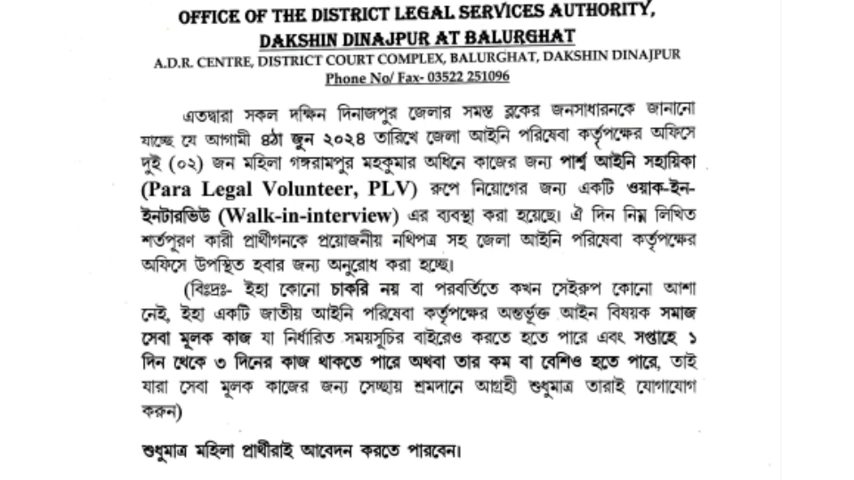 OFFICE OF THE DISTRICT LEGAL SERVICES AUTHORITY,
DAKSHIN DINAJPUR AT BALURGHAT
A.D.R. CENTRE, DISTRICT COURT COMPLEX, BALURGHAT, DAKSHIN DINAJPUR
Phone No/ Fax- 03522 251096
এতদ্বারা সকল দক্ষিন দিনাজপুর জেলার সমস্ত ব্লকের জনসাধারনকে জানানো
যাচ্ছে যে আগামী ৪ঠা জুন ২০২৪ তারিখে জেলা আইনি পরিষেবা কর্তৃপক্ষের অফিসে
দুই (০২) জন মহিলা গঙ্গরামপুর মহকুমার অধিনে কাজের জন্য পার্শ্ব আইনি সহায়িকা
(Para Legal Volunteer, PLV) রুপে নিয়োগের জন্য একটি ওয়াক-ইন-
ইনটারভিউ (Walk-in-interview) এর ব্যবস্থা করা হয়েছে। ঐ দিন নিম্ন লিখিত
শর্তপুরণ কারী প্রার্থীগনকে প্রয়োজনীয় নথিপত্র সহ জেলা আইনি পরিষেবা কর্তৃপক্ষের
অফিসে উপস্থিত হবার জন্য অনুরোধ করা হচ্ছে।
(বিঃদ্রঃ- ইহা কোনো চাকরি নয় বা পরবর্তিতে কখন সেইরুপ কোনো আশা
নেই, ইহা একটি জাতীয় আইনি পরিষেবা কর্তৃপক্ষের অন্তর্ভূক্ত আইন বিষয়ক সমাজ
সেবা মূলক কাজ যা নির্ধারিত সময়সূচির বাইরেও করতে হতে পারে এবং সপ্তাহে ১
দিন থেকে ৩ দিনের কাজ থাকতে পারে অথবা তার কম বা বেশিও হতে পারে, তাই
যারা সেবা মূলক কাজের জন্য সেচ্ছায় শ্রমদানে আগ্রহী শুধুমাত্র তারাই যোগাযোগ
করুন)
শুধুমাত্র মহিলা প্রার্থীরাই আবেদন করতে পারবেন।